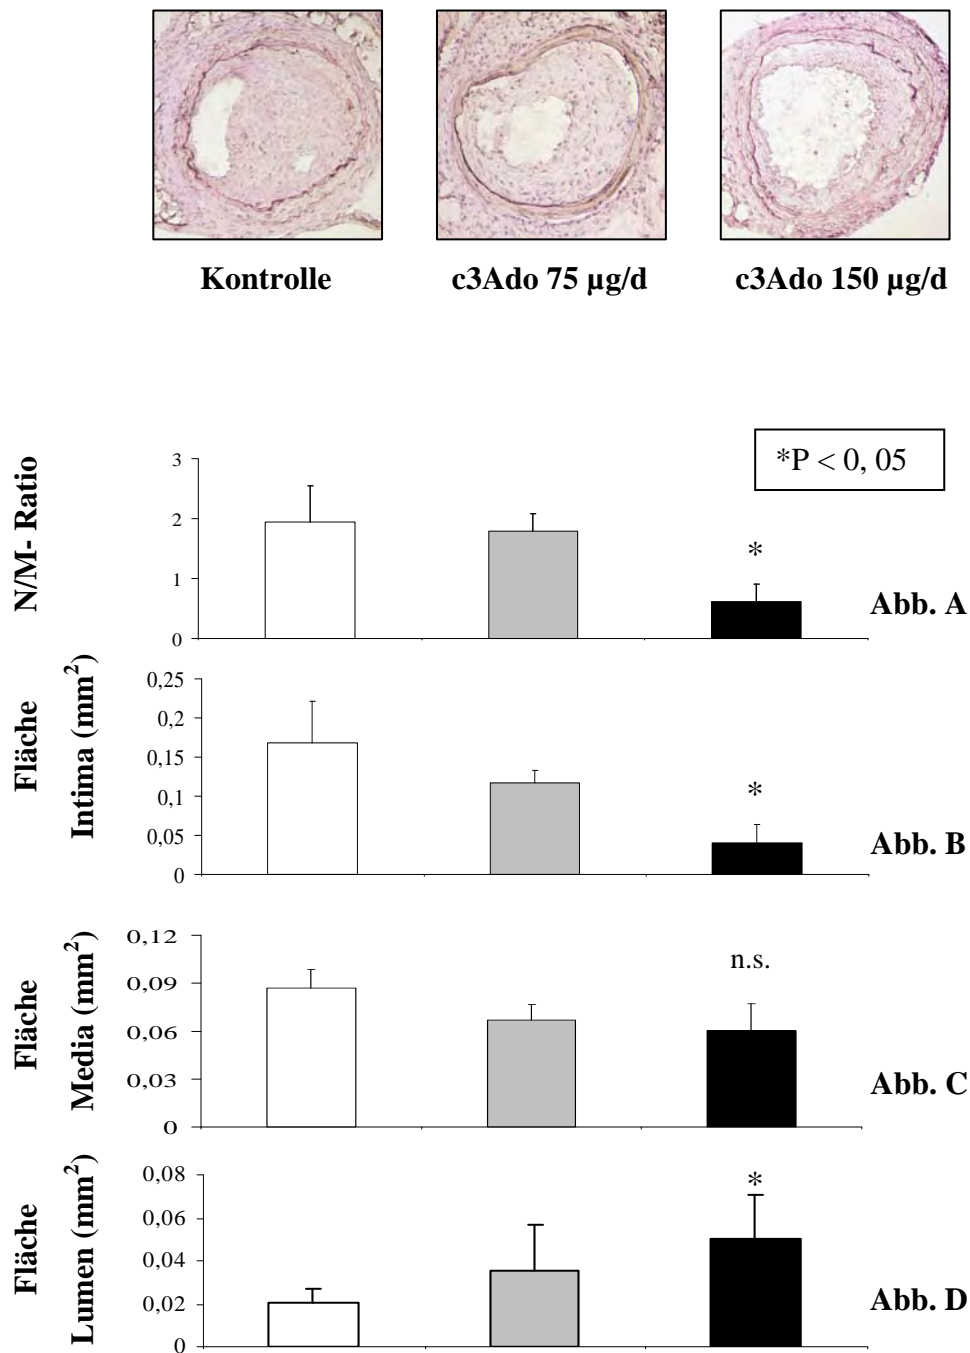 Kontrolle
c3Ado 75 µg/d
c3Ado 150 µg/d
*P < 0, 05
N/M- Ratio
3
2
1
0
*
Abb. A
Fläche
Intima (mm²)
0,25
0,2
0,15
0,1
0,05
0
*
Abb. B
Fläche
Media (mm²)
0,12
0,09
0,06
0,03
0
n.s.
Abb. C
Fläche
Lumen (mm²)
0,08
0,06
0,04
0,02
0
*
Abb. D